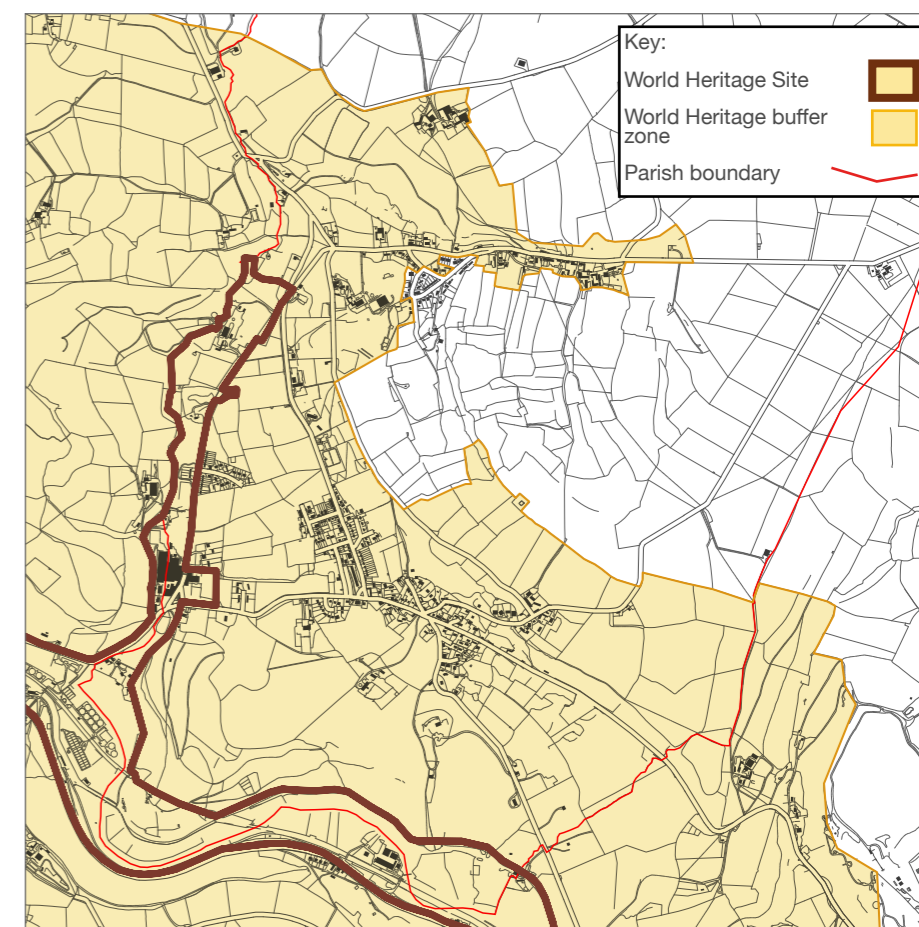 Key:
World Heritage Site
World Heritage buffer
zone
Parish boundary